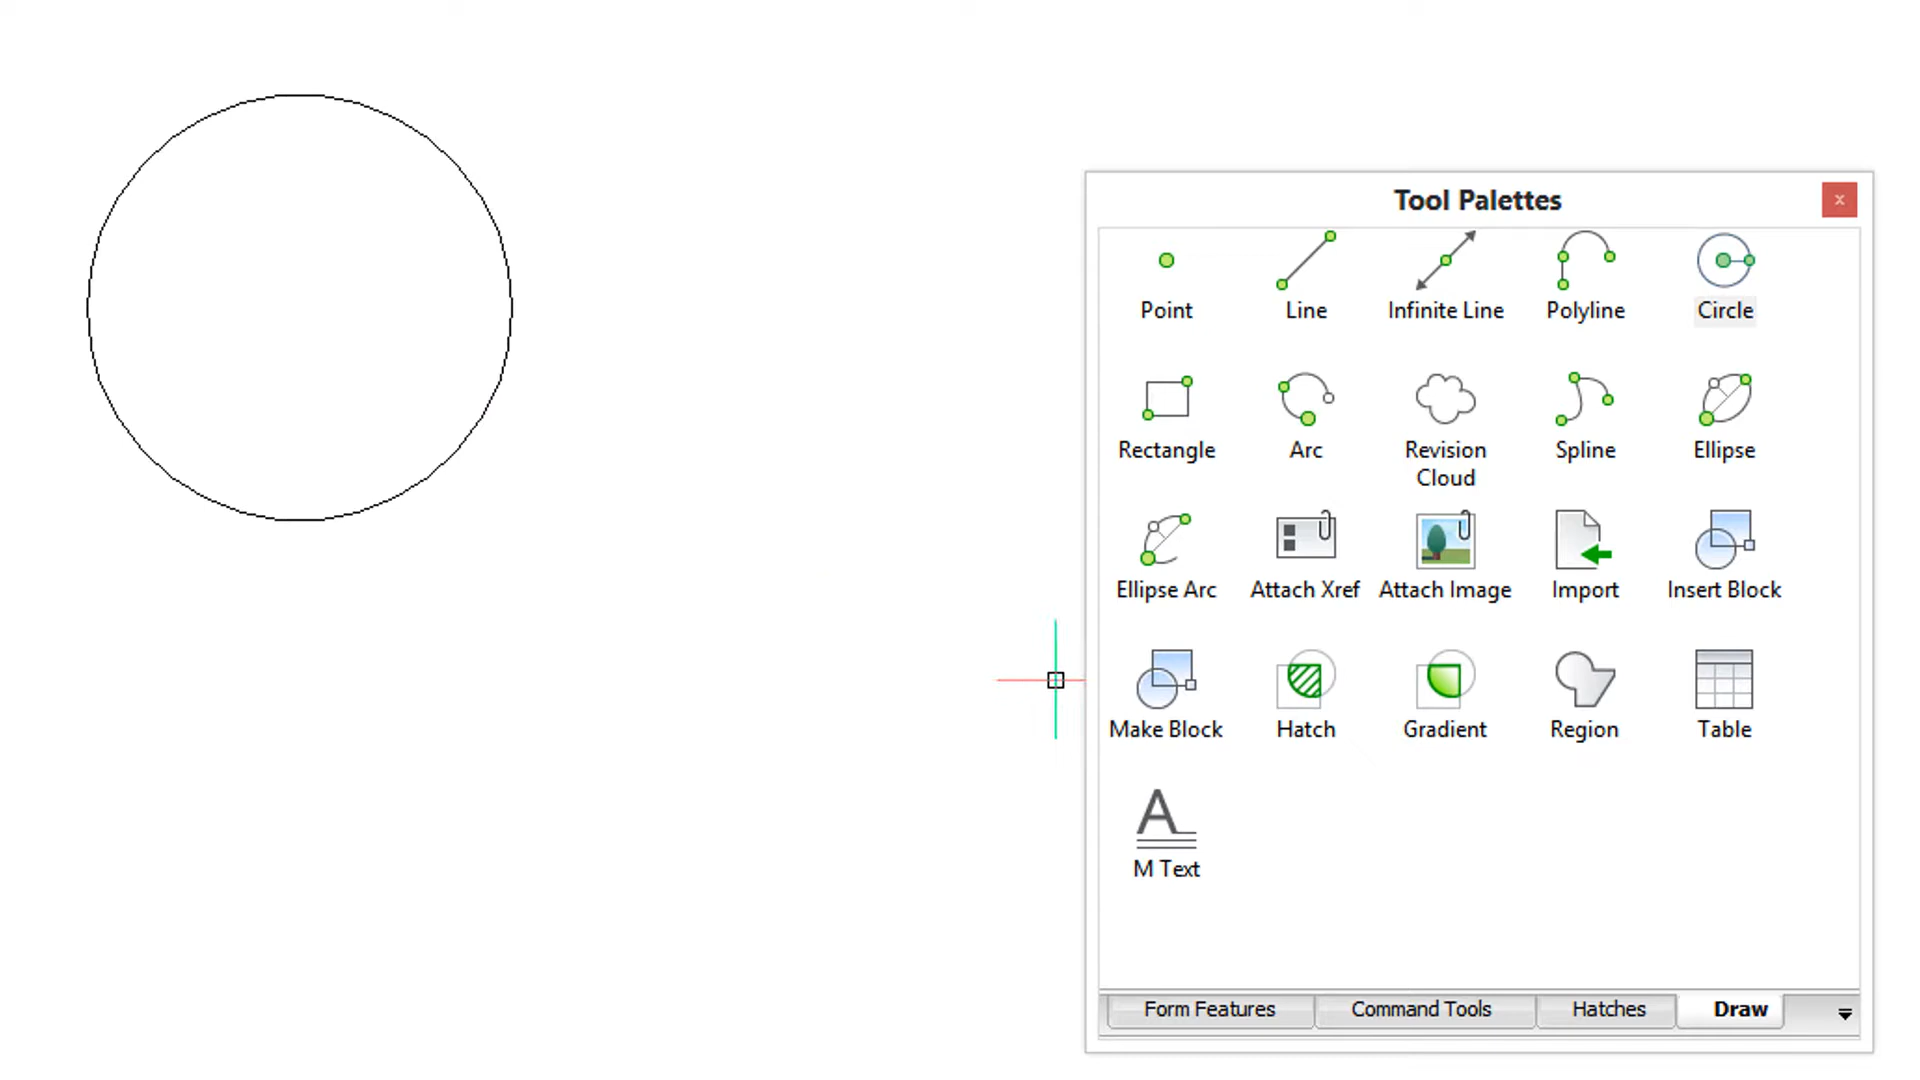 Tool Palettes
x
Point Line Infinite Line Polyline Circle
Rectangle Arc Revision Cloud Spline Ellipse
Ellipse Arc Attach Xref Attach Image Import Insert Block
Make Block Hatch Gradient Region Table
A
M Text
Form Features Command Tools Hatches Draw